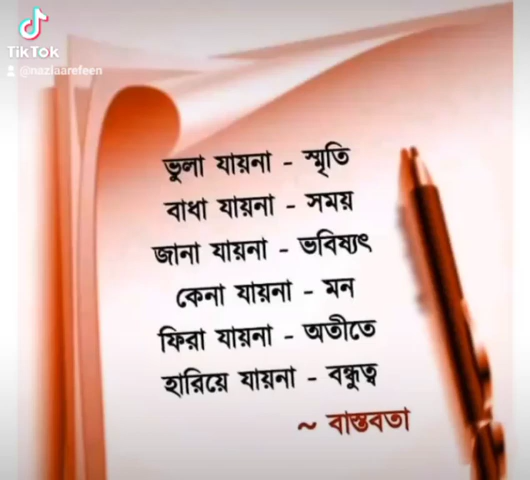 TikTok
@naziaarefeen
ভুলা যায়না - স্মৃতি
বাধা যায়না - সময়
জানা যায়না - ভবিষ্যৎ
কেনা যায়না - মন
ফিরা যায়না - অতীতে
হারিয়ে যায়না - বন্ধুত্ব
~ বাস্তবতা